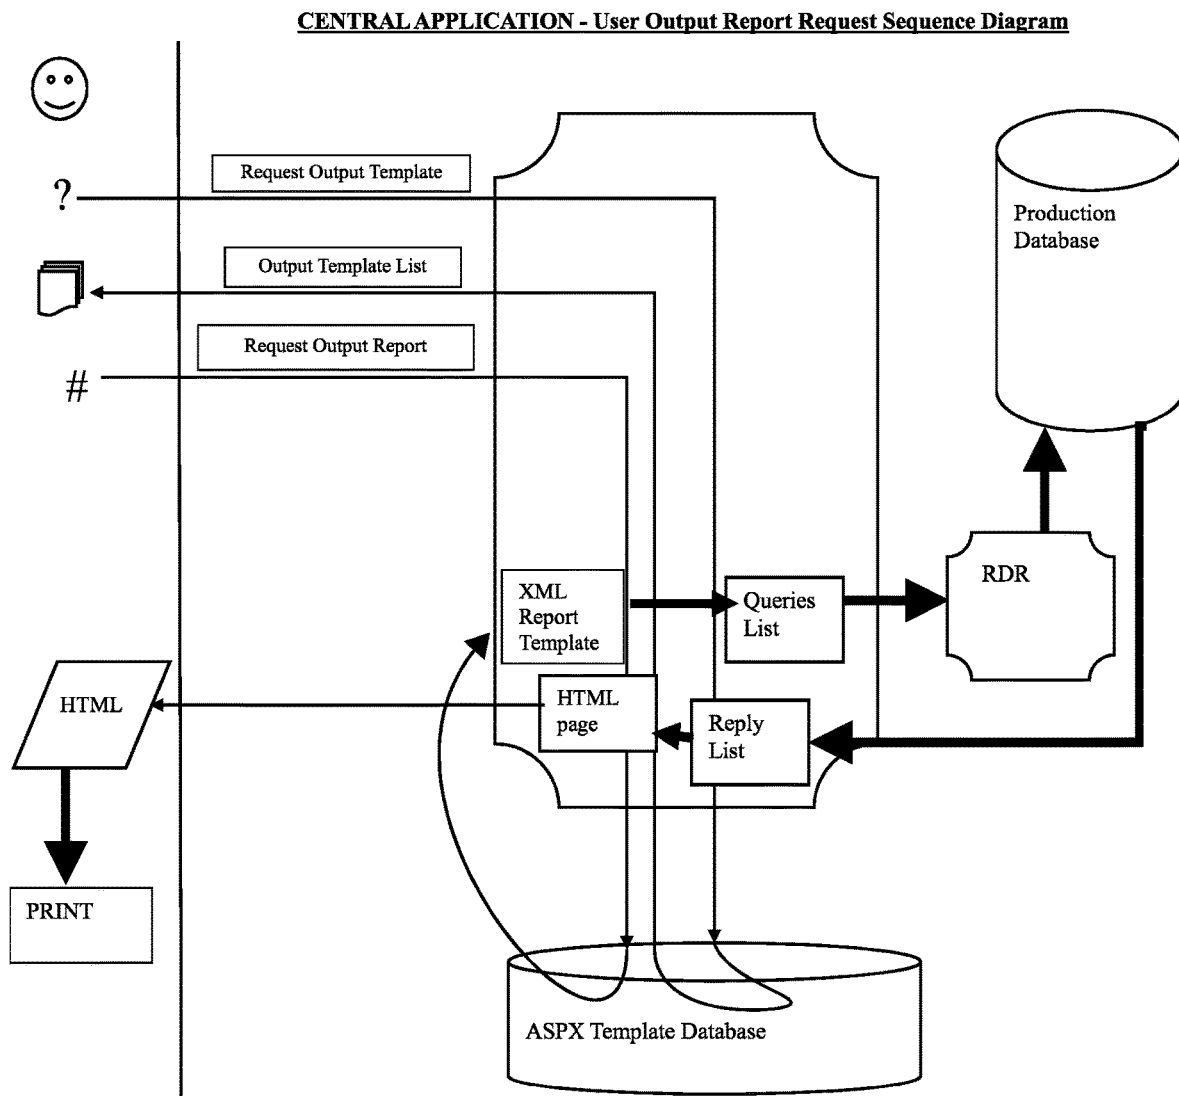 CENTRAL APPLICATION - User Output Report Request Sequence Diagram
Request Output Template
?
Production
Database
Output Template List
Request Output Report
#
XML
Report
Template
Queries
List
RDR
HTML
HTML
page
Reply
List
PRINT
ASPX Template Database